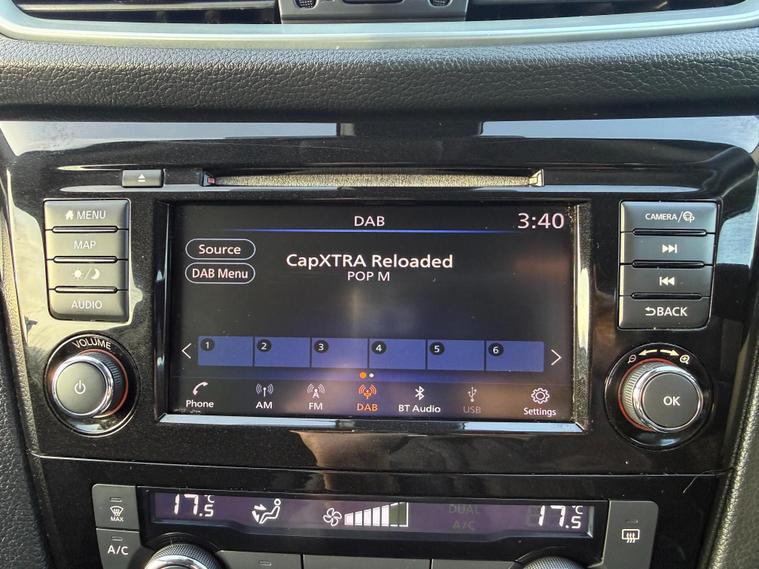 MENU
MAP
AUDIO
VOLUME
DAB
3:40
Source
DAB Menu
CapXTRA Reloaded
POP M
1 2 3 4 5 6
Phone AM FM DAB BT Audio USB Settings
CAMERA/
BACK
OK
MAX
A/C
17.5°C
DUAL
A/C
17.5°C